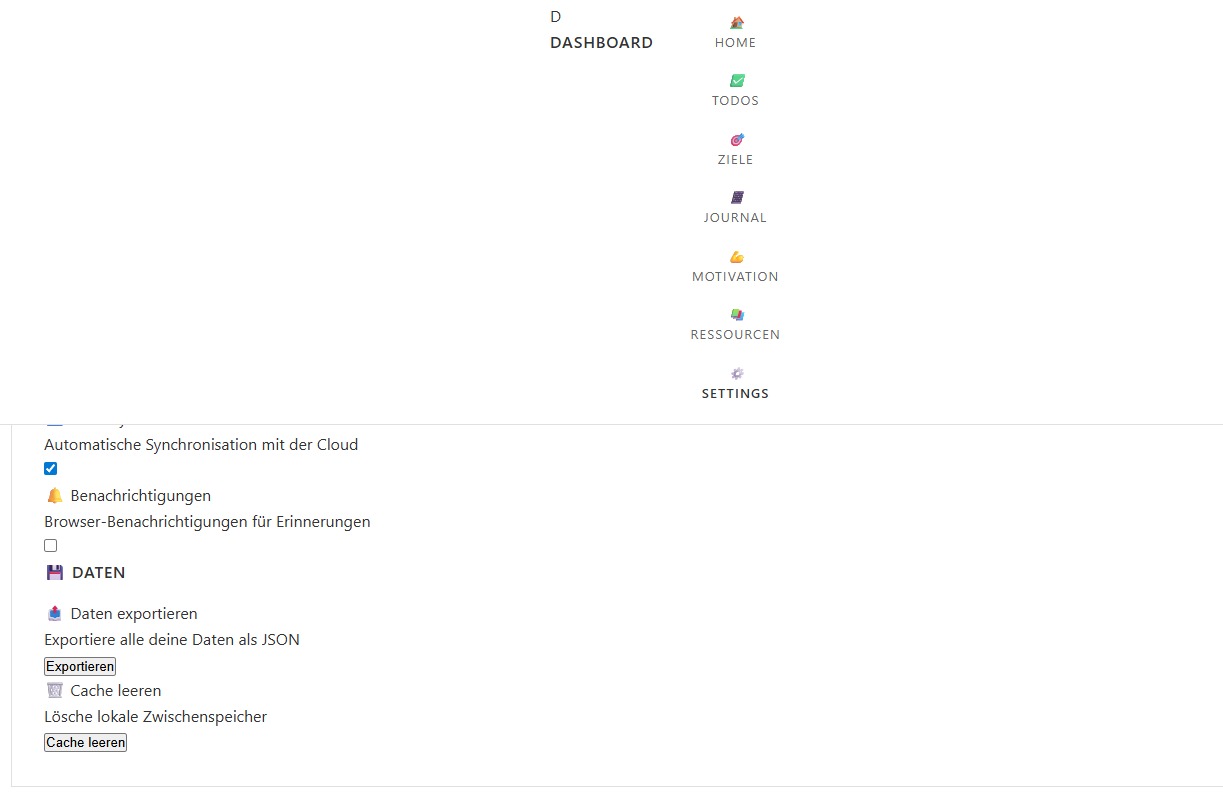 D
DASHBOARD
HOME
TODOS
ZIELE
JOURNAL
MOTIVATION
RESSOURCEN
SETTINGS
Automatische Synchronisation mit der Cloud
Benachrichtigungen
Browser-Benachrichtigungen für Erinnerungen
DATEN
Daten exportieren
Exportiere alle deine Daten als JSON
Exportieren
Cache leeren
Lösche lokale Zwischenspeicher
Cache leeren